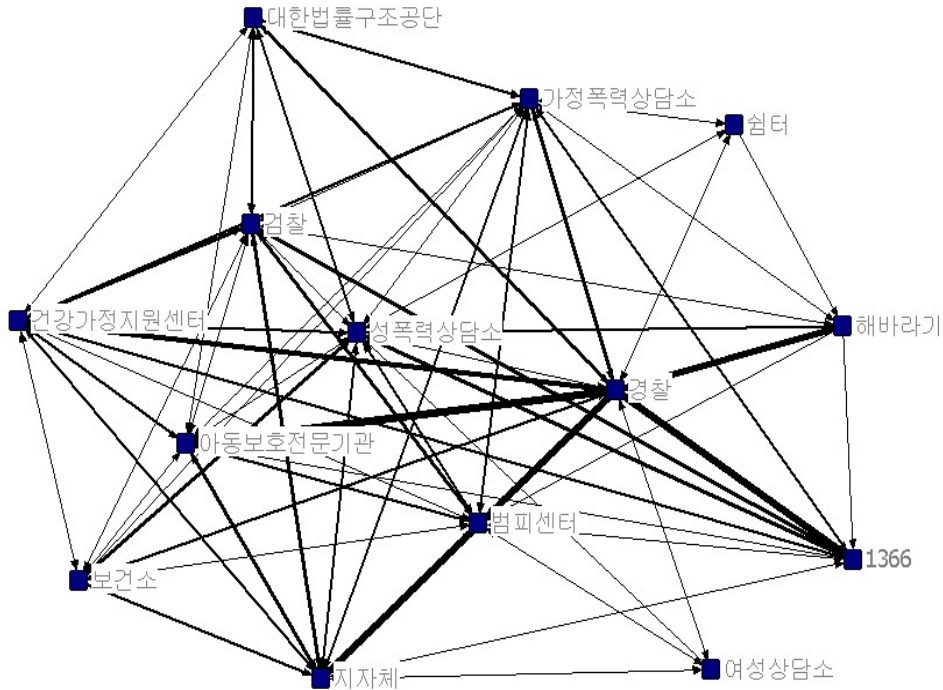 대한법률구조공단
가정폭력상담소
쉼터
검찰
건강가정지원센터
성폭력상담소
해바라기
경찰
아동보호전문기관
범피센터
1366
보건소
지자체
여성상담소